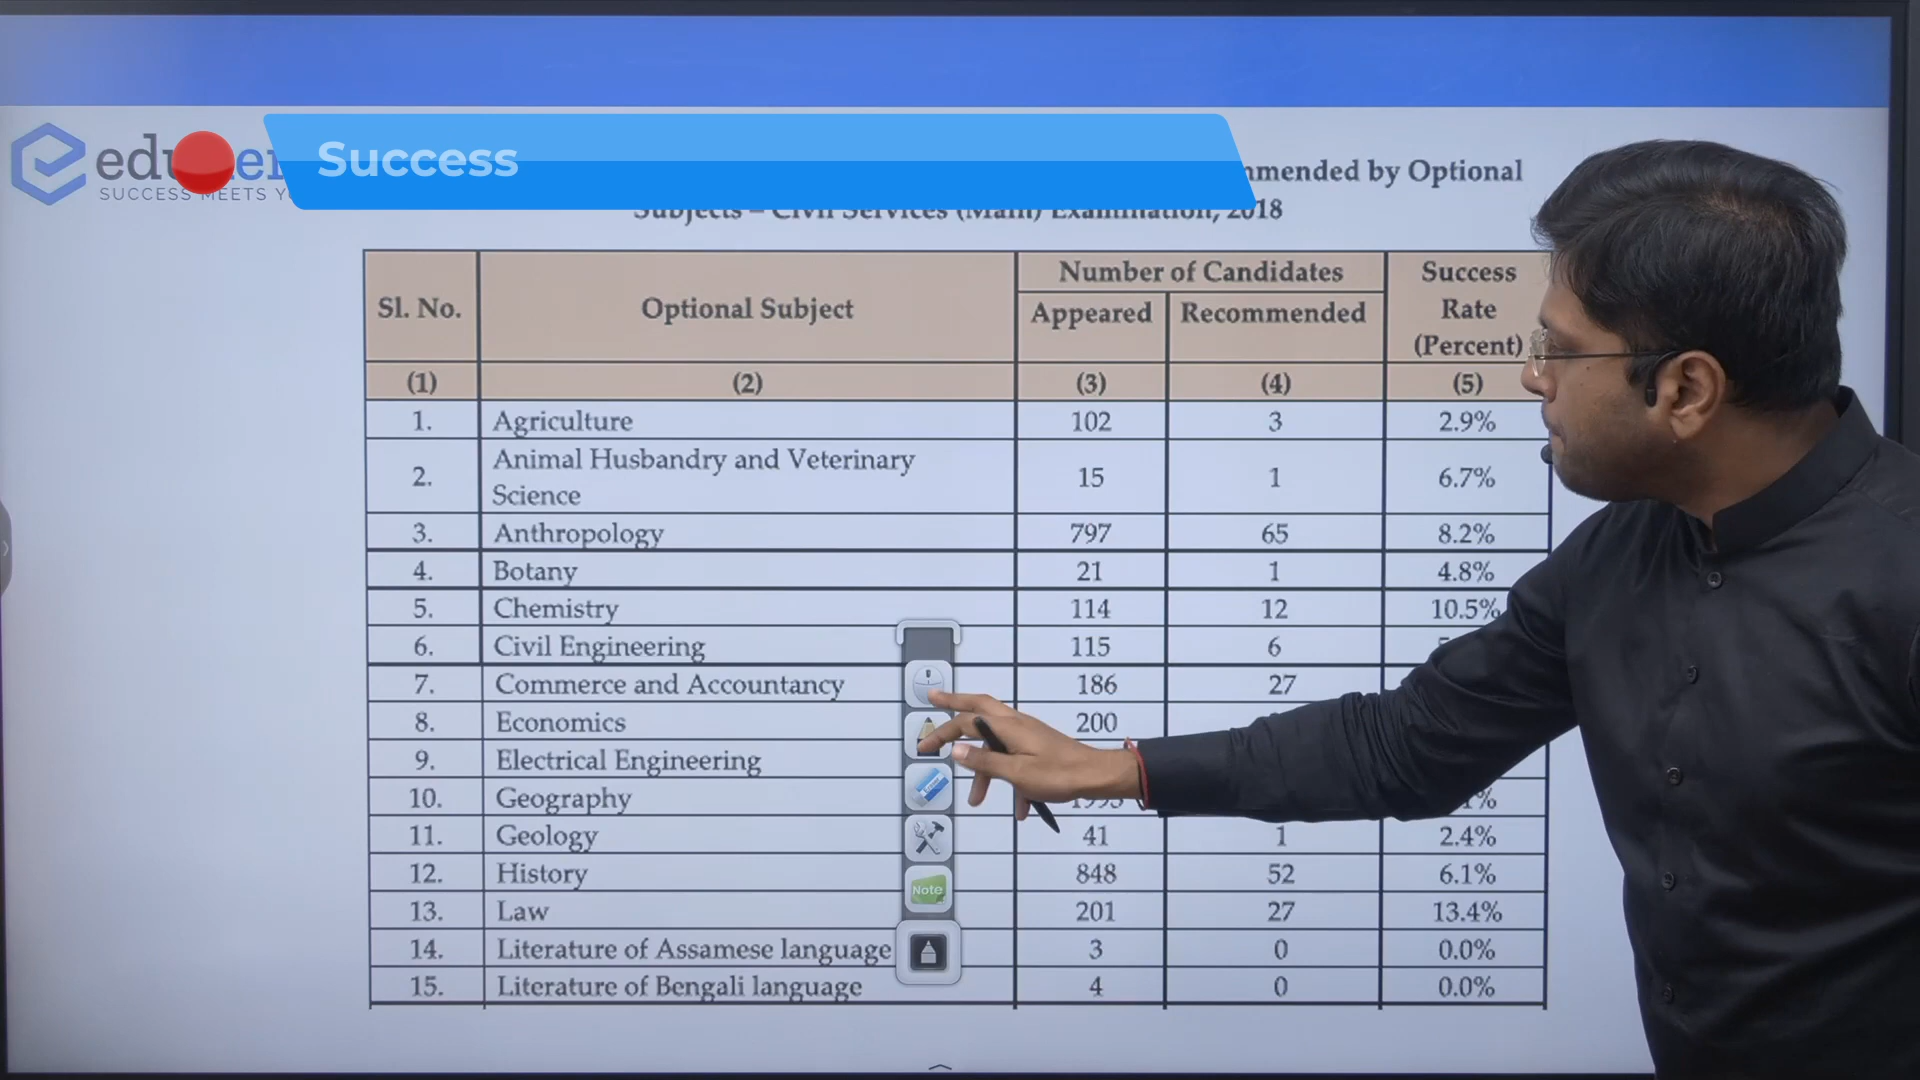 Success
SUCCESS MEETS
by Optional
Subjects – Civil Services (Main) Examination, 2018
Sl. No. Optional Subject Number of Candidates Success Rate (Percent)
Appeared Recommended
(1) (2) (3) (4) (5)
1. Agriculture 102 3 2.9%
2. Animal Husbandry and Veterinary Science 15 1 6.7%
3. Anthropology 797 65 8.2%
4. Botany 21 1 4.8%
5. Chemistry 114 12 10.5%
6. Civil Engineering 115 6
7. Commerce and Accountancy 186 27
8. Economics 200
9. Electrical Engineering
10. Geography
11. Geology 41 1 2.4%
12. History 848 52 6.1%
13. Law 201 27 13.4%
14. Literature of Assamese language 3 0 0.0%
15. Literature of Bengali language 4 0 0.0%
Note